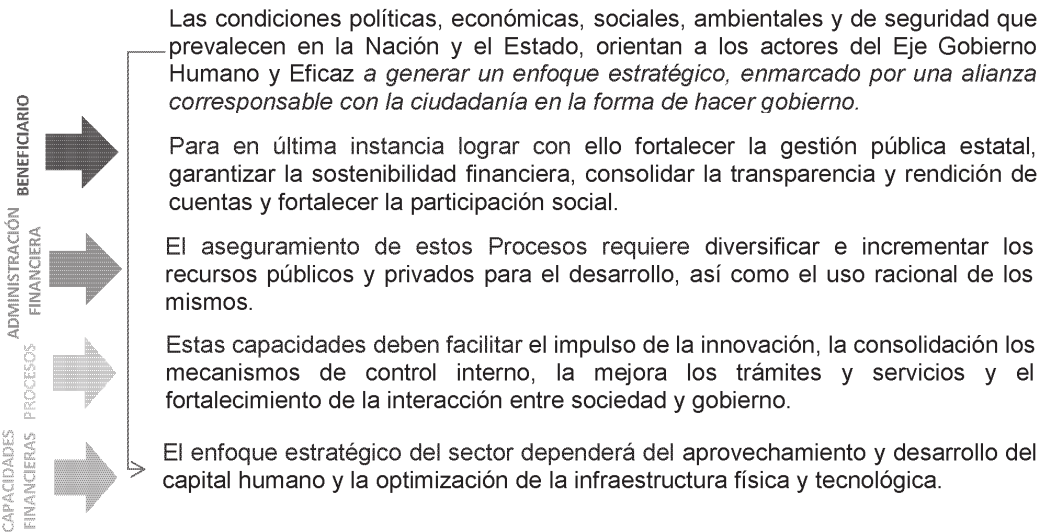 Las condiciones políticas, económicas, sociales, ambientales y de seguridad que
prevalecen en la Nación y el Estado, orientan a los actores del Eje Gobierno
Humano y Eficaz a generar un enfoque estratégico, enmarcado por una alianza
corresponsable con la ciudadanía en la forma de hacer gobierno.
BENEFICIARIO
Para en última instancia lograr con ello fortalecer la gestión pública estatal,
garantizar la sostenibilidad financiera, consolidar la transparencia y rendición de
cuentas y fortalecer la participación social.
ADMINISTRACIÓN
FINANCIERA
El aseguramiento de estos Procesos requiere diversificar e incrementar los
recursos públicos y privados para el desarrollo, así como el uso racional de los
mismos.
PROCESOS
Estas capacidades deben facilitar el impulso de la innovación, la consolidación los
mecanismos de control interno, la mejora los trámites y servicios y el
fortalecimiento de la interacción entre sociedad y gobierno.
CAPACIDADES
FINANCIERAS
El enfoque estratégico del sector dependerá del aprovechamiento y desarrollo del
capital humano y la optimización de la infraestructura física y tecnológica.